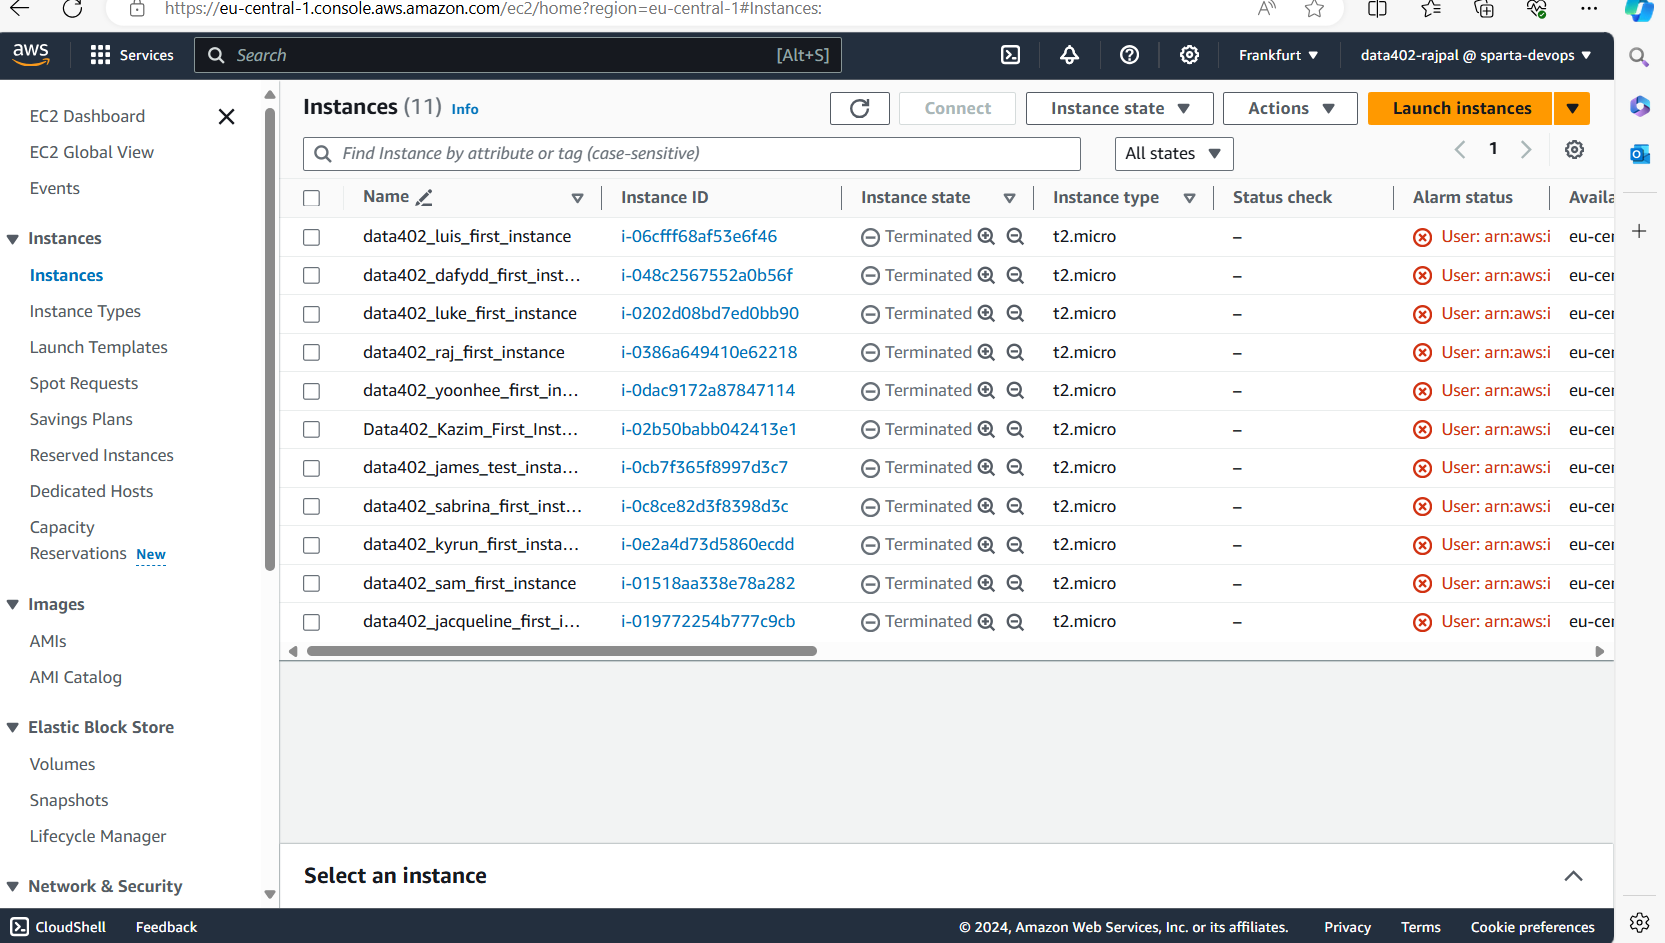 https://eu-central-1.console.aws.amazon.com/ec2/home?region=eu-central-1#Instances:
aws
Services
Search
[Alt+S]
Frankfurt
data402-rajpal @ sparta-devops
EC2 Dashboard
EC2 Global View
Events
Instances
Instances
Instance Types
Launch Templates
Spot Requests
Savings Plans
Reserved Instances
Dedicated Hosts
Capacity
Reservations New
Images
AMIs
AMI Catalog
Elastic Block Store
Volumes
Snapshots
Lifecycle Manager
Network & Security
Instances (11) Info
Connect
Instance state
Actions
Launch instances
Find Instance by attribute or tag (case-sensitive)
All states
1
Name Instance ID Instance state Instance type Status check Alarm status Availa
data402_luis_first_instance i-06cfff68af53e6f46 Terminated t2.micro – User: arn:aws:i eu-cer
data402_dafydd_first_inst... i-048c2567552a0b56f Terminated t2.micro – User: arn:aws:i eu-cer
data402_luke_first_instance i-0202d08bd7ed0bb90 Terminated t2.micro – User: arn:aws:i eu-cer
data402_raj_first_instance i-0386a649410e62218 Terminated t2.micro – User: arn:aws:i eu-cer
data402_yoonhee_first_in... i-0dac9172a87847114 Terminated t2.micro – User: arn:aws:i eu-cer
Data402_Kazim_First_Inst... i-02b50babb042413e1 Terminated t2.micro – User: arn:aws:i eu-cer
data402_james_test_insta... i-0cb7f365f8997d3c7 Terminated t2.micro – User: arn:aws:i eu-cer
data402_sabrina_first_inst... i-0c8ce82d3f8398d3c Terminated t2.micro – User: arn:aws:i eu-cer
data402_kyrun_first_insta... i-0e2a4d73d5860ecdd Terminated t2.micro – User: arn:aws:i eu-cer
data402_sam_first_instance i-01518aa338e78a282 Terminated t2.micro – User: arn:aws:i eu-cer
data402_jacqueline_first_i... i-019772254b777c9cb Terminated t2.micro – User: arn:aws:i eu-cer
Select an instance
CloudShell
Feedback
© 2024, Amazon Web Services, Inc. or its affiliates.
Privacy
Terms
Cookie preferences